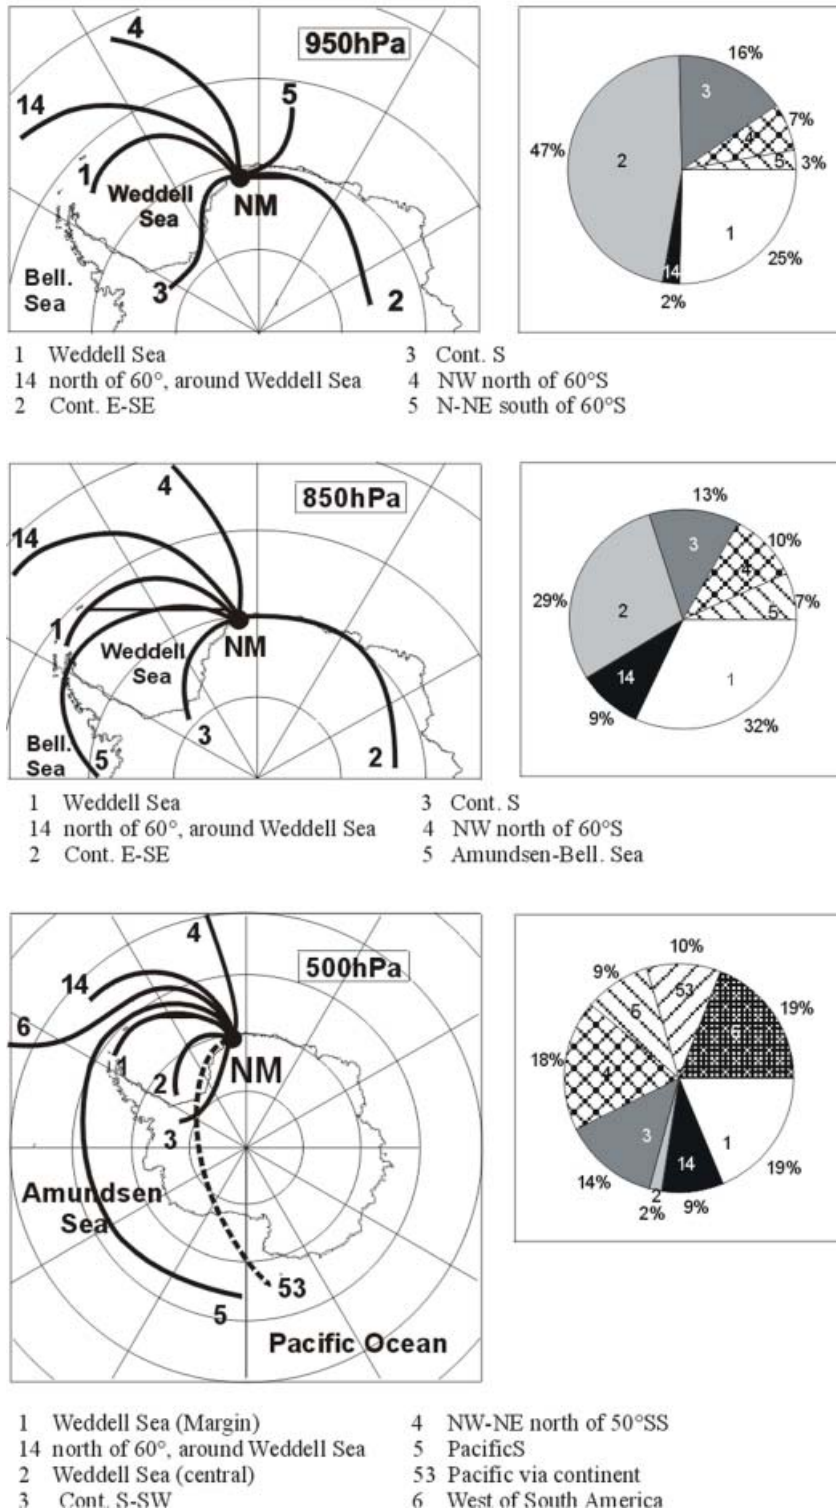 950hPa
4
14
5
1
Weddell
Sea
NM
Bell.
Sea
3
2
16%
3
7%
4
47%
2
5
3%
1
25%
14
2%
1 Weddell Sea
14 north of 60°, around Weddell Sea
2 Cont. E-SE
3 Cont. S
4 NW north of 60°S
5 N-NE south of 60°S
850hPa
4
14
1
Weddell
Sea
NM
3
Bell.
Sea
5
2
13%
3
10%
4
29%
2
7%
5
14
1
9%
32%
1 Weddell Sea
14 north of 60°, around Weddell Sea
2 Cont. E-SE
3 Cont. S
4 NW north of 60°S
5 Amundsen-Bell. Sea
500hPa
4
14
6
1
2
NM
3
Amundsen
Sea
53
5
Pacific Ocean
10%
9%
53
5
19%
6
18%
4
3
1
14
2
14%
2%
9%
19%
1 Weddell Sea (Margin)
14 north of 60°, around Weddell Sea
2 Weddell Sea (central)
3 Cont. S-SW
4 NW-NE north of 50°SS
5 PacificS
53 Pacific via continent
6 West of South America